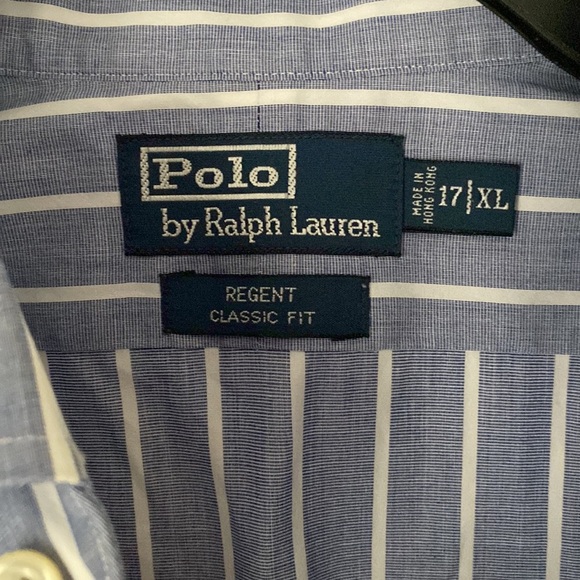 Polo
by Ralph Lauren
MADE IN
HONG KONG
17|XL
REGENT
CLASSIC FIT